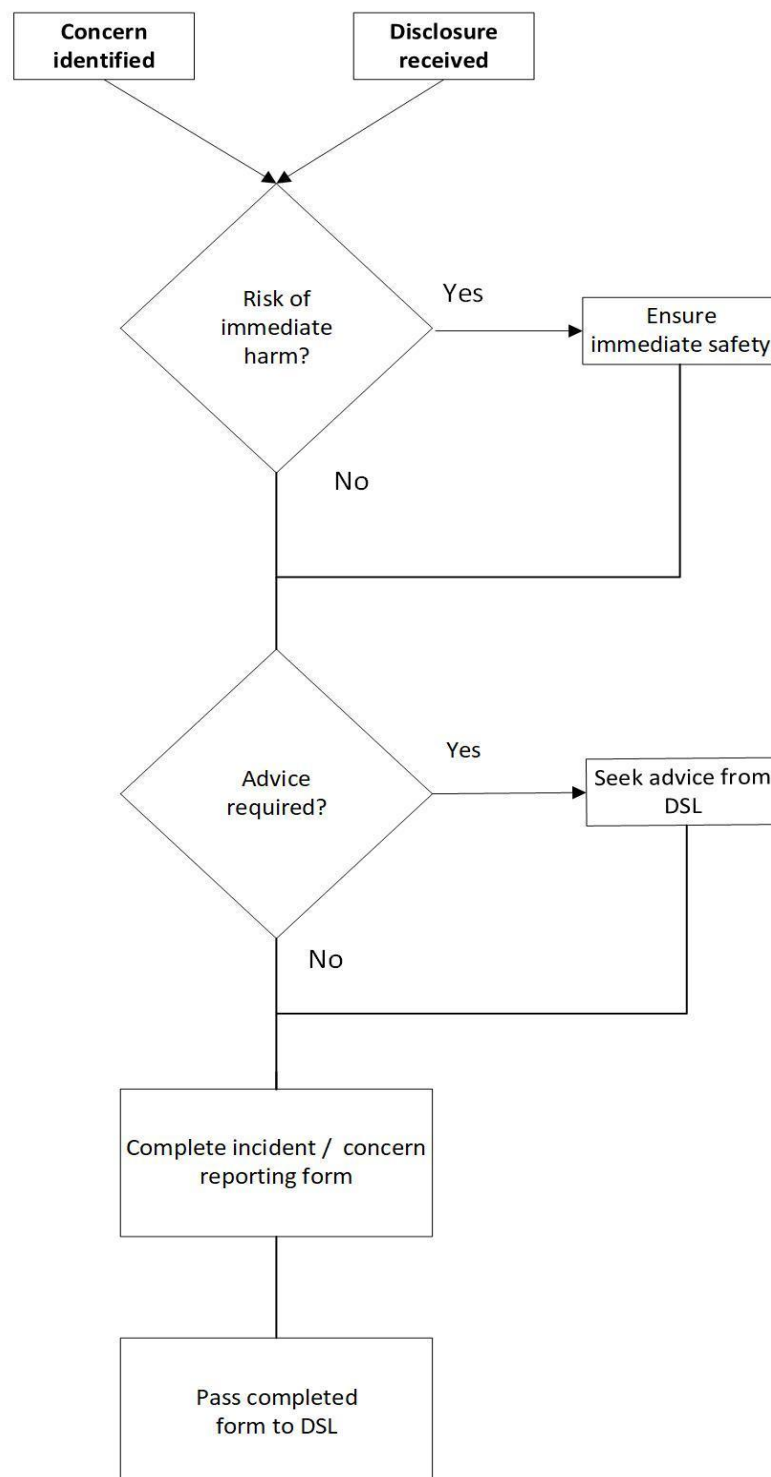 Concern
identified
Disclosure
received
Risk of
immediate
harm?
Yes
Ensure
immediate safety
No
Advice
required?
Yes
Seek advice from
DSL
No
Complete incident / concern
reporting form
Pass completed
form to DSL